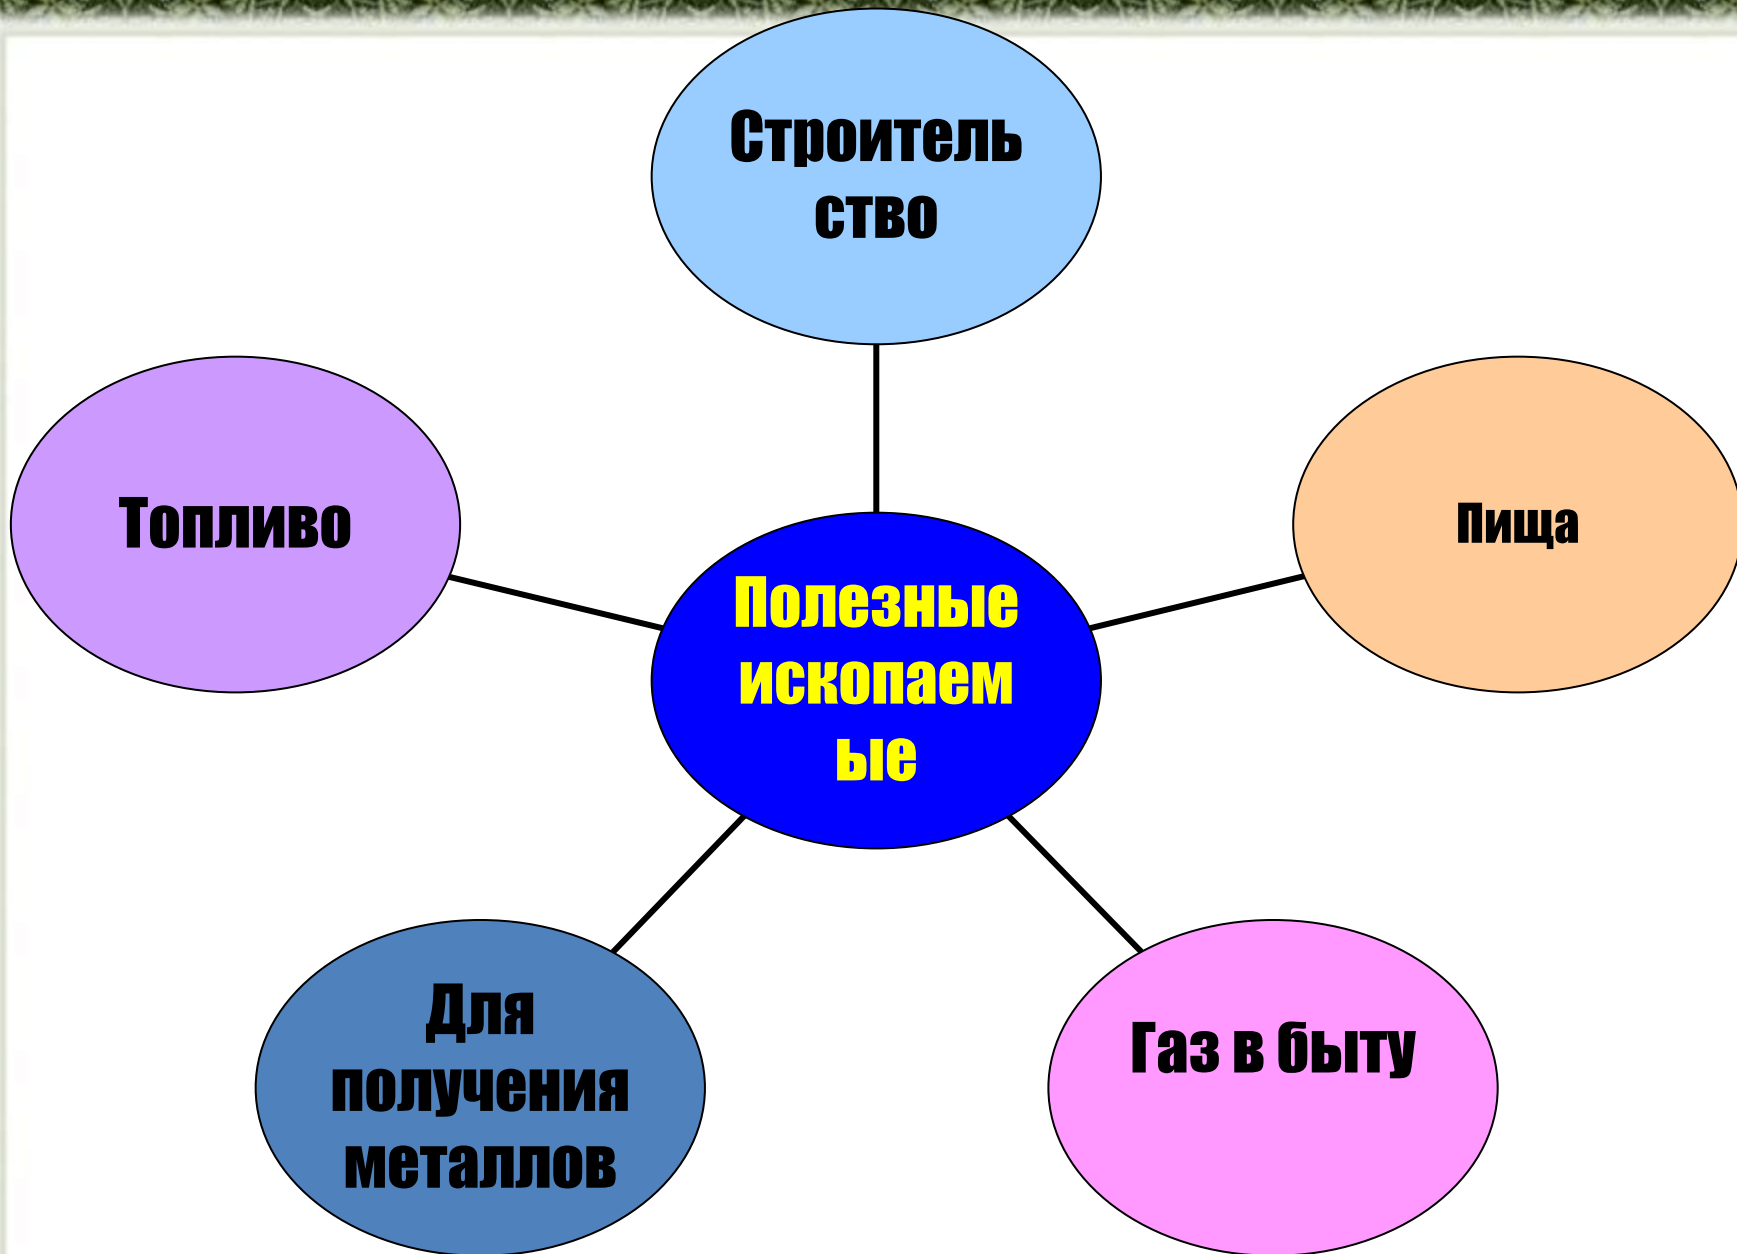 Строитель
ство
Топливо
Пища
Полезные
ископаем
ые
Для
получения
металлов
Газ в быту